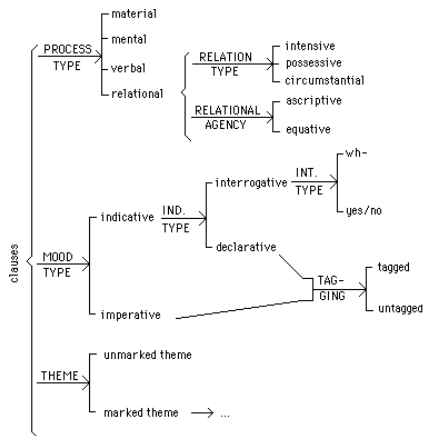 material
mental
PROCESS
TYPE
verbal
relational
RELATION
TYPE
intensive
possessive
circumstantial
RELATIONAL
AGENCY
ascriptive
equative
clauses
MOOD
TYPE
indicative
IND.
TYPE
interrogative
INT.
TYPE
wh-
yes/no
declarative
imperative
TAG-
GING
tagged
untagged
THEME
unmarked theme
marked theme
...